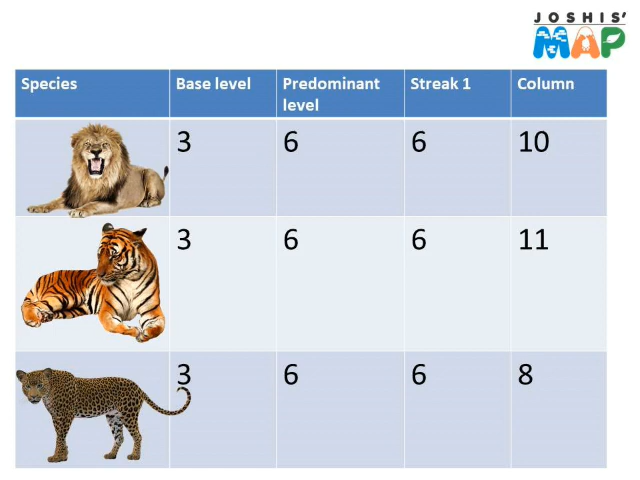 JOSHIS'
MAP
Species Base level Predominant level Streak 1 Column
3 6 6 10
3 6 6 11
3 6 6 8